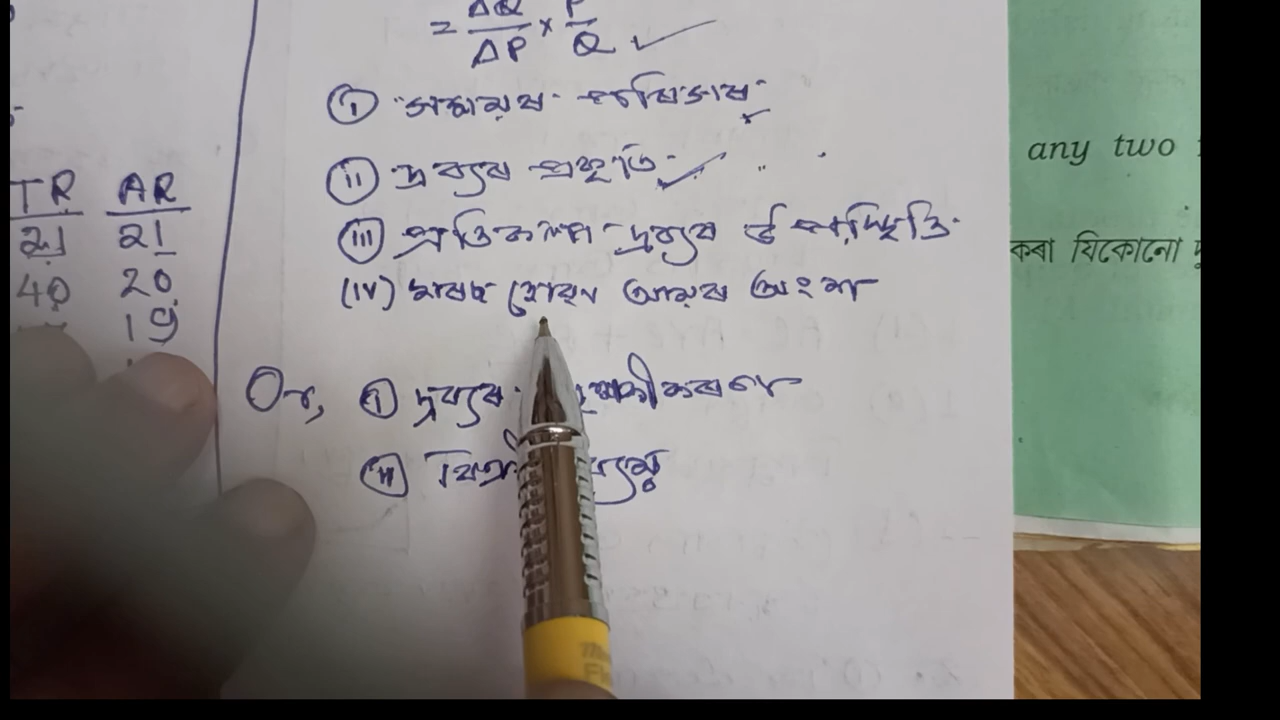 TR AR
21 21
40 20
19
= ΔQ/ΔP × P/Q
(i) সময়ৰ পৰিসৰ
(ii) দ্ৰব্যৰ প্ৰকৃতি
(iii) প্ৰতিকল্প দ্ৰব্যৰ উপস্থিতি
(iv) খৰচ হোৱা আয়ৰ অংশ
Or, (i) দ্ৰব্যৰ
(ii)
any two
কৰা যিকোনো